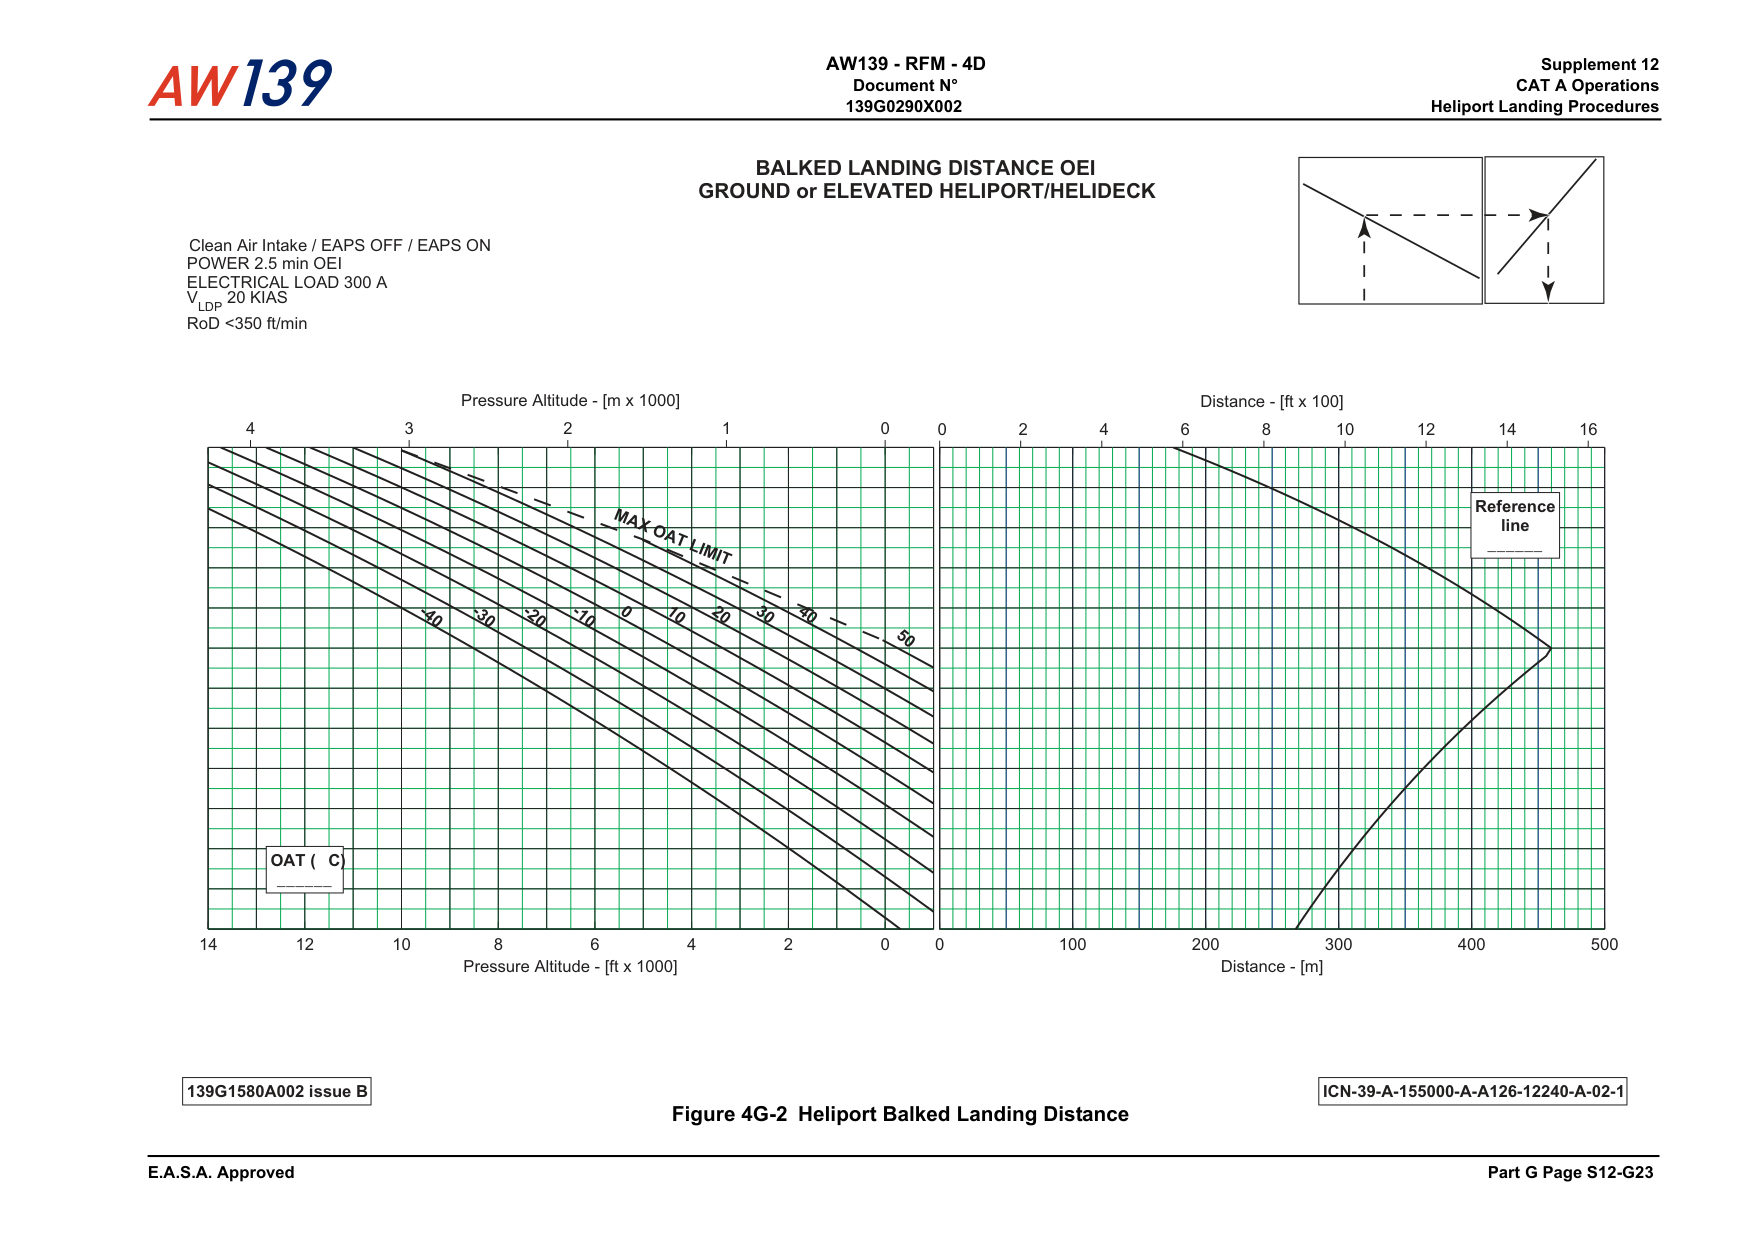 AW139
AW139 - RFM - 4D
Document N°
139G0290X002
Supplement 12
CAT A Operations
Heliport Landing Procedures
BALKED LANDING DISTANCE OEI
GROUND or ELEVATED HELIPORT/HELIDECK
Clean Air Intake / EAPS OFF / EAPS ON
POWER 2.5 min OEI
ELECTRICAL LOAD 300 A
VLDP 20 KIAS
RoD <350 ft/min
Pressure Altitude - [m x 1000]
4 3 2 1 0
Distance - [ft x 100]
0 2 4 6 8 10 12 14 16
MAX OAT LIMIT
-40 -30 -20 -10 0 10 20 30 40 50
Reference
line
______
OAT ( C)
______
14 12 10 8 6 4 2 0
Pressure Altitude - [ft x 1000]
0 100 200 300 400 500
Distance - [m]
139G1580A002 issue B
ICN-39-A-155000-A-A126-12240-A-02-1
Figure 4G-2 Heliport Balked Landing Distance
E.A.S.A. Approved
Part G Page S12-G23